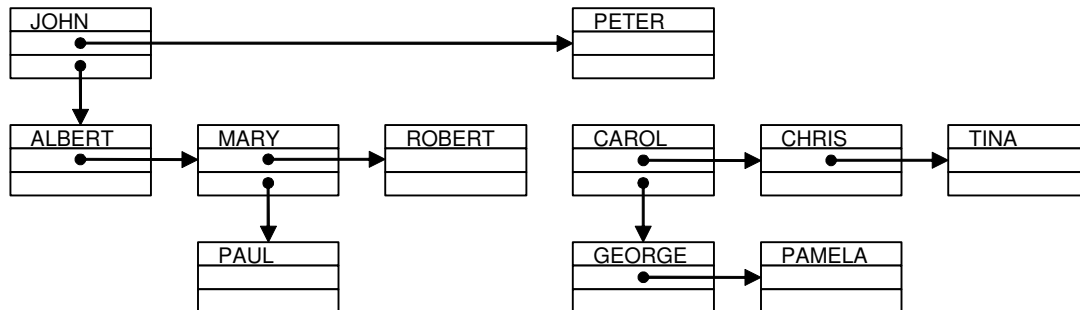 JOHN
PETER
ALBERT
MARY
ROBERT
CAROL
CHRIS
TINA
PAUL
GEORGE
PAMELA